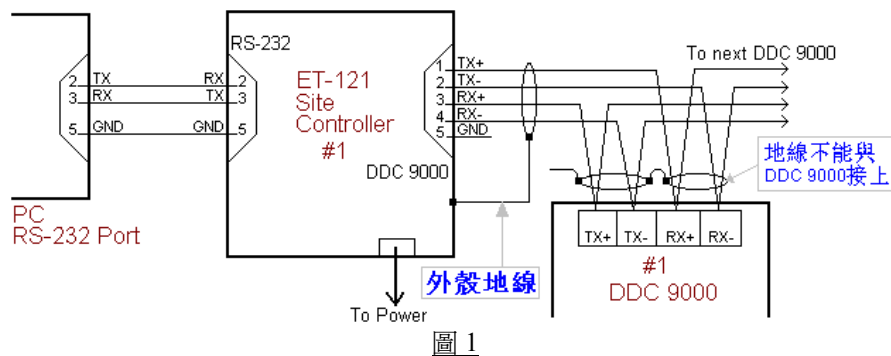 PC
RS-232 Port
2 TX
3 RX
5 GND
RS-232
RX 2
TX 3
GND 5
ET-121
Site
Controller
#1
DDC 9000
1 TX+
2 TX-
3 RX+
4 RX-
5 GND
To Power
外殼地線
To next DDC 9000
地線不能與
DDC 9000接上
TX+ TX- RX+ RX-
#1
DDC 9000
圖 1